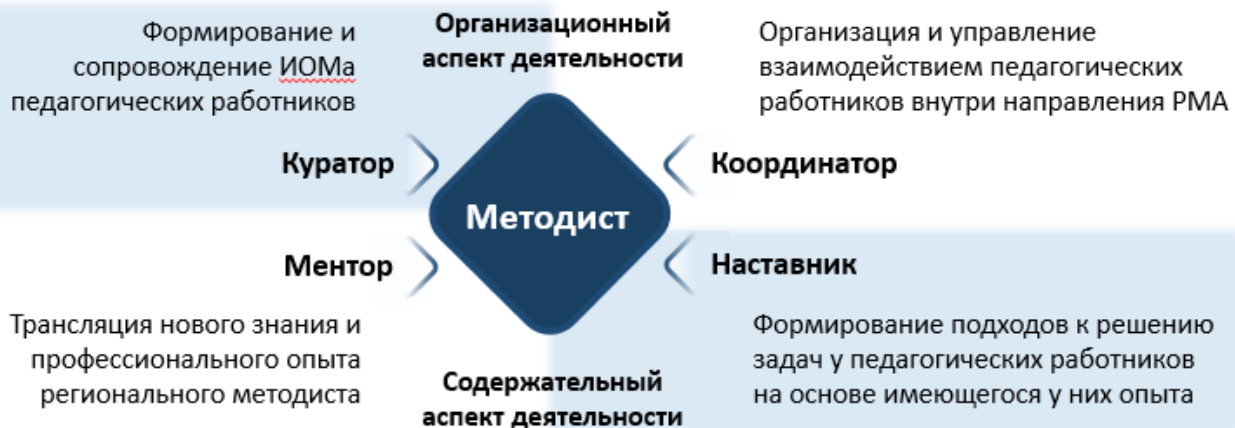 Формирование и
сопровождение ИОМа
педагогических работников
Куратор
Организационный
аспект деятельности
Организация и управление
взаимодействием педагогических
работников внутри направления РМА
Координатор
Методист
Ментор
Трансляция нового знания и
профессионального опыта
регионального методиста
Содержательный
аспект деятельности
Наставник
Формирование подходов к решению
задач у педагогических работников
на основе имеющегося у них опыта